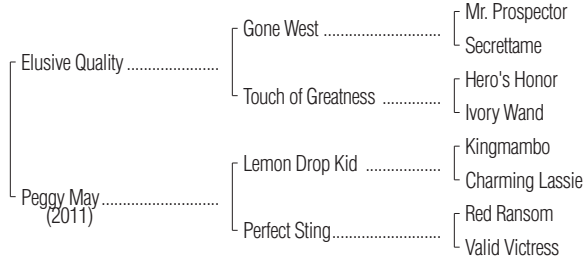 Mr. Prospector
Gone West ......................
Secrettame
Elusive Quality .....................
Hero's Honor
Touch of Greatness .............
Ivory Wand
Kingmambo
Lemon Drop Kid .................
Charming Lassie
Peggy May ...........................
(2011)
Red Ransom
Perfect Sting.........................
Valid Victress